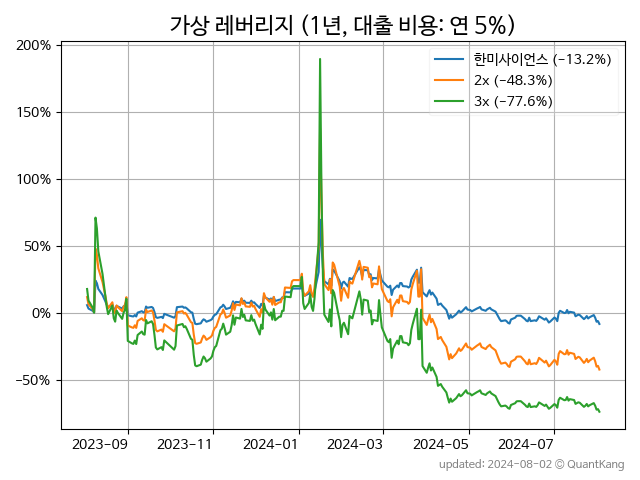 가상 레버리지 (1년, 대출 비용: 연 5%)
200%
150%
100%
50%
0%
−50%
한미사이언스 (−13.2%)
2x (−48.3%)
3x (−77.6%)
2023-09
2023-11
2024-01
2024-03
2024-05
2024-07
updated: 2024-08-02 © QuantKang